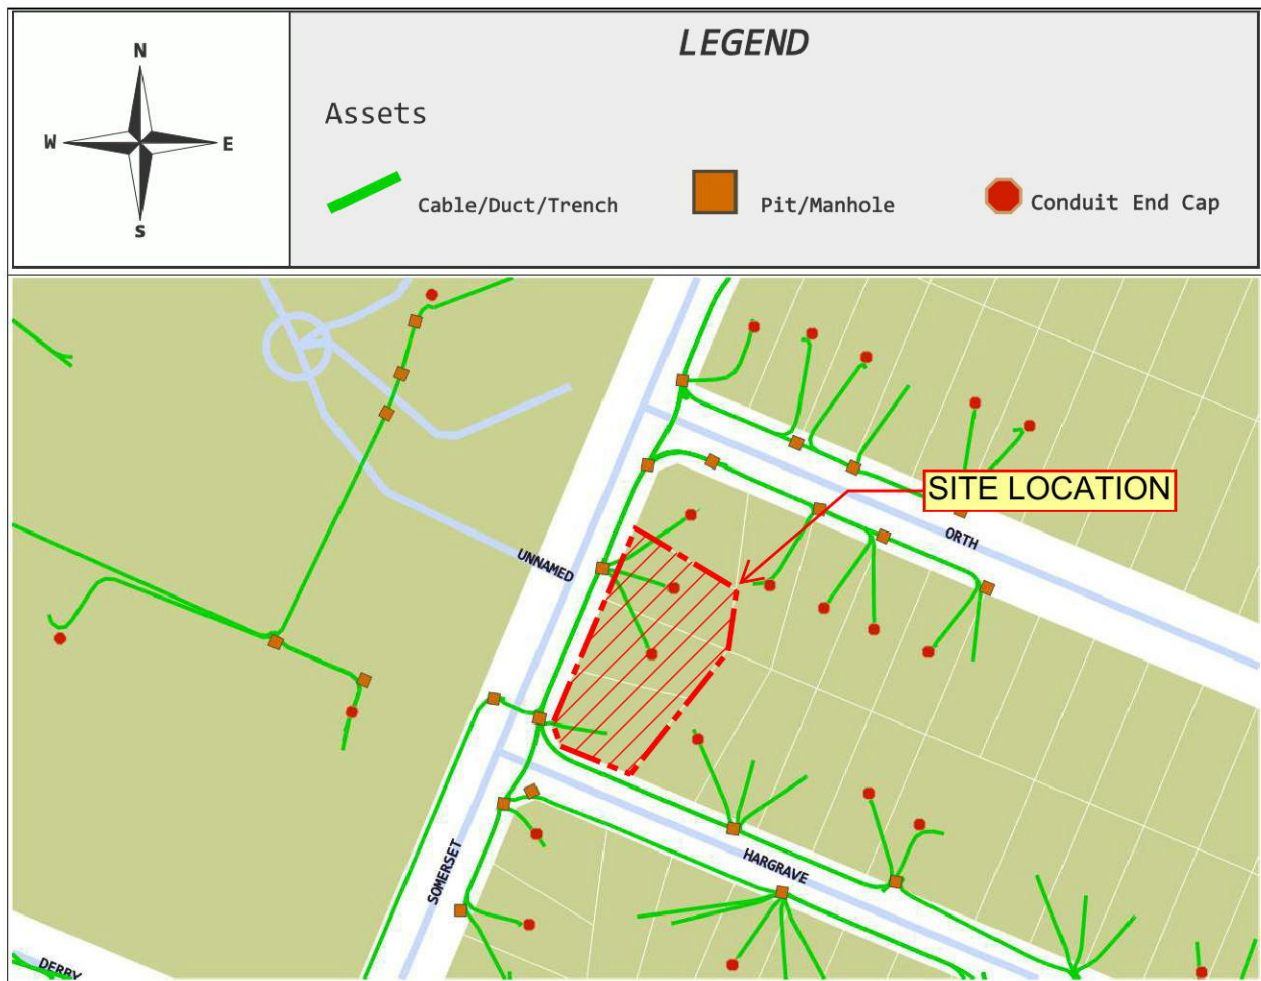 LEGEND
N
W
E
S
Assets
Cable/Duct/Trench
Pit/Manhole
Conduit End Cap
SITE LOCATION
ORTH
UNNAMED
HARGRAVE
SOMERSET
DERBY